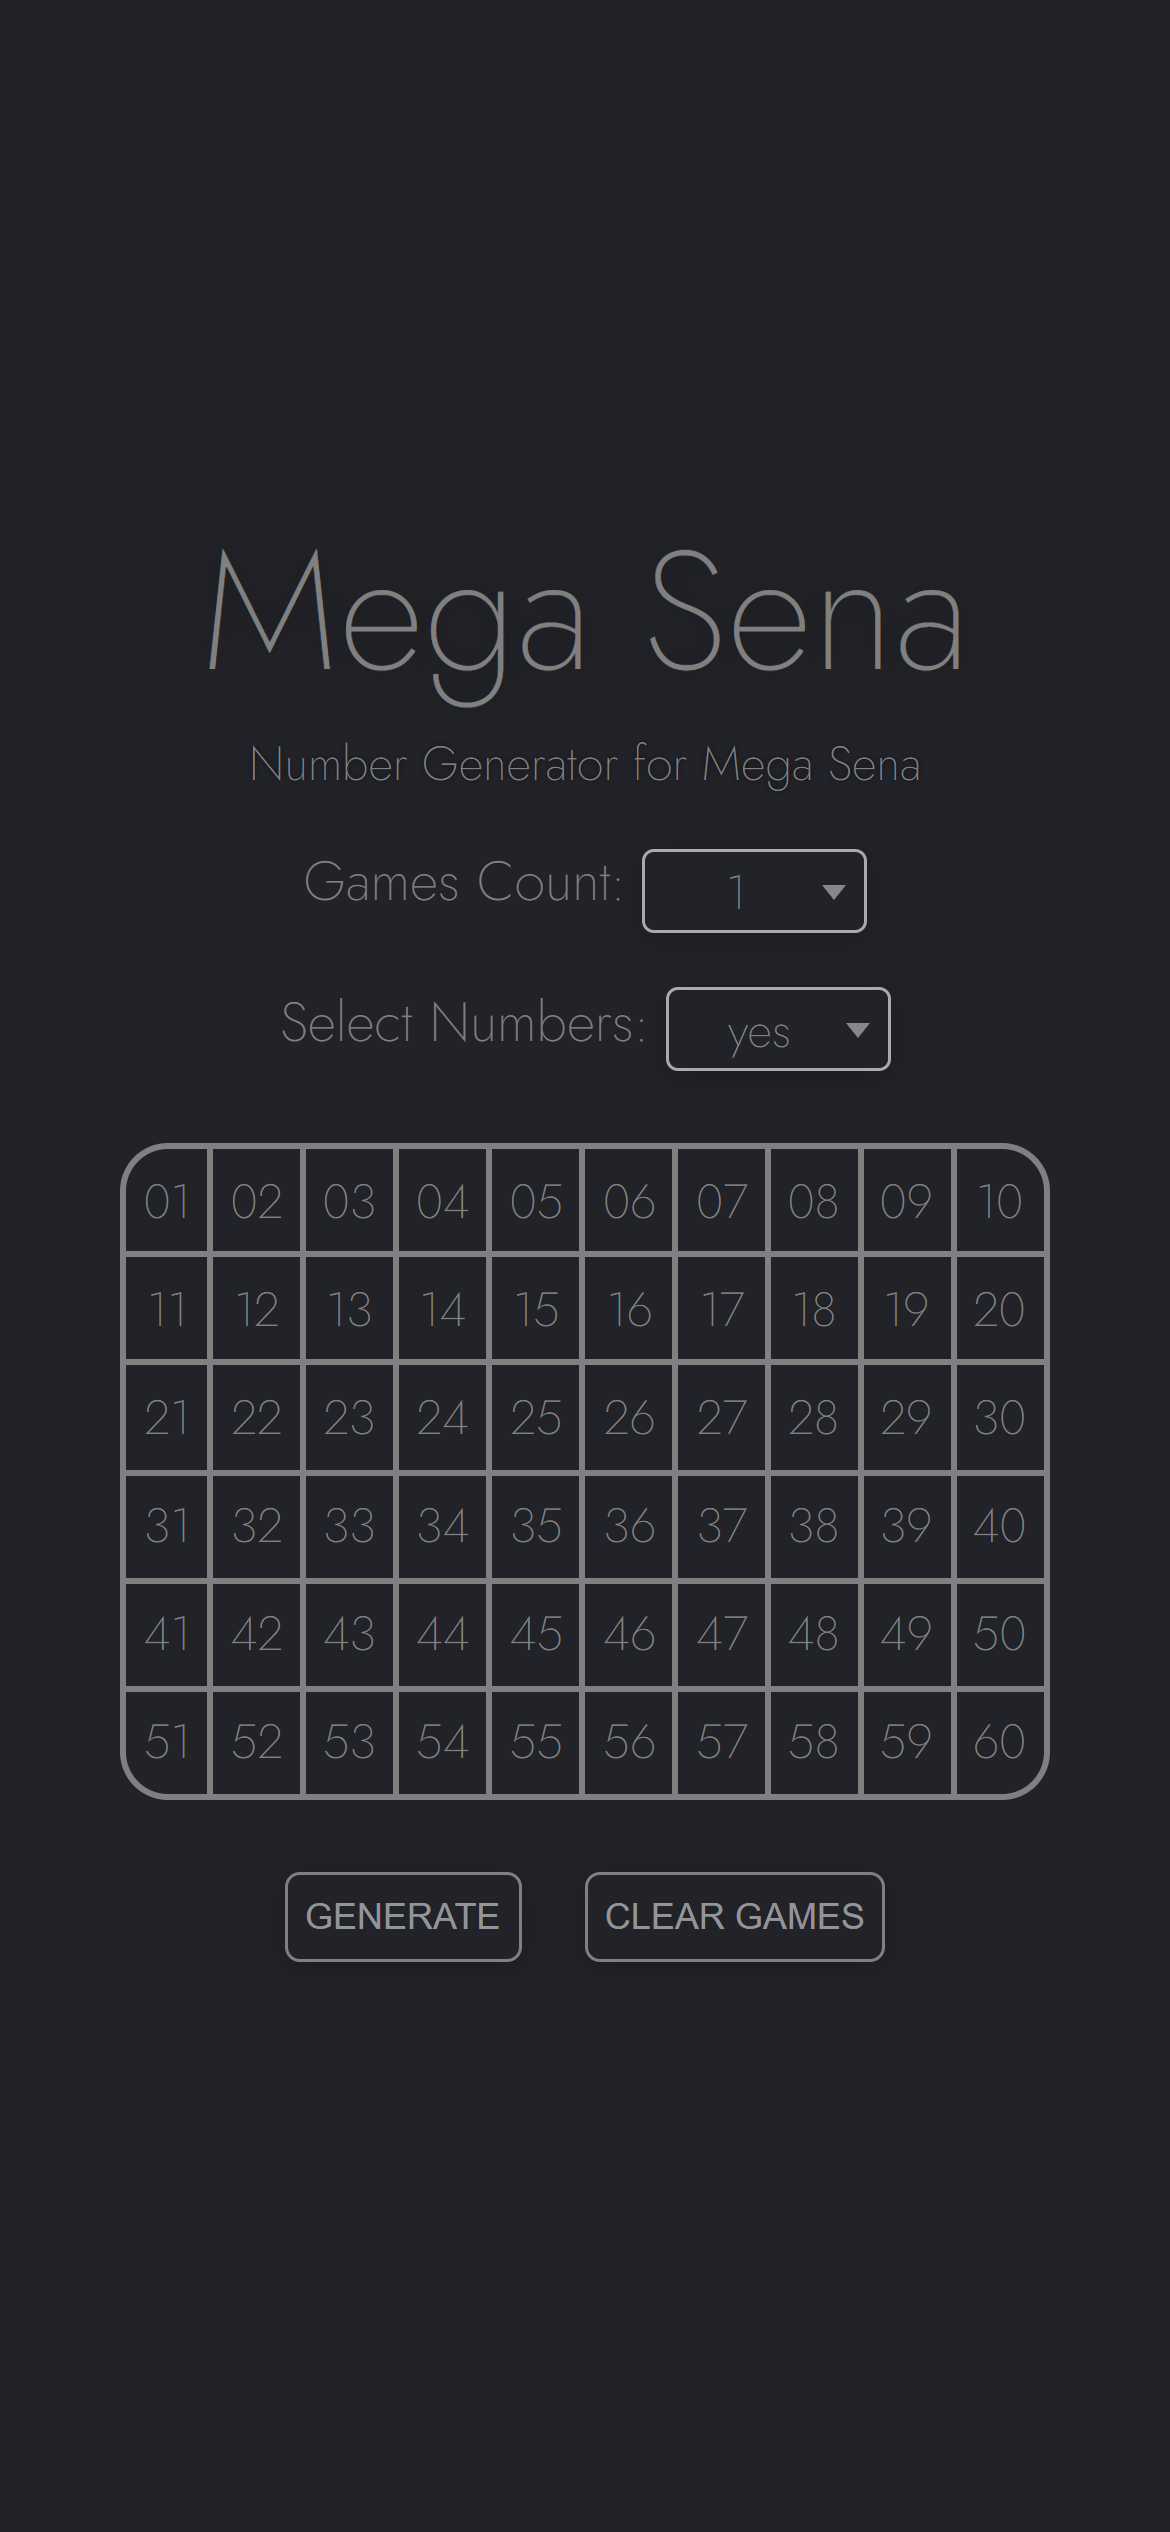 Mega Sena
Number Generator for Mega Sena
Games Count: 1
Select Numbers: yes
01 02 03 04 05 06 07 08 09 10
11 12 13 14 15 16 17 18 19 20
21 22 23 24 25 26 27 28 29 30
31 32 33 34 35 36 37 38 39 40
41 42 43 44 45 46 47 48 49 50
51 52 53 54 55 56 57 58 59 60
GENERATE CLEAR GAMES